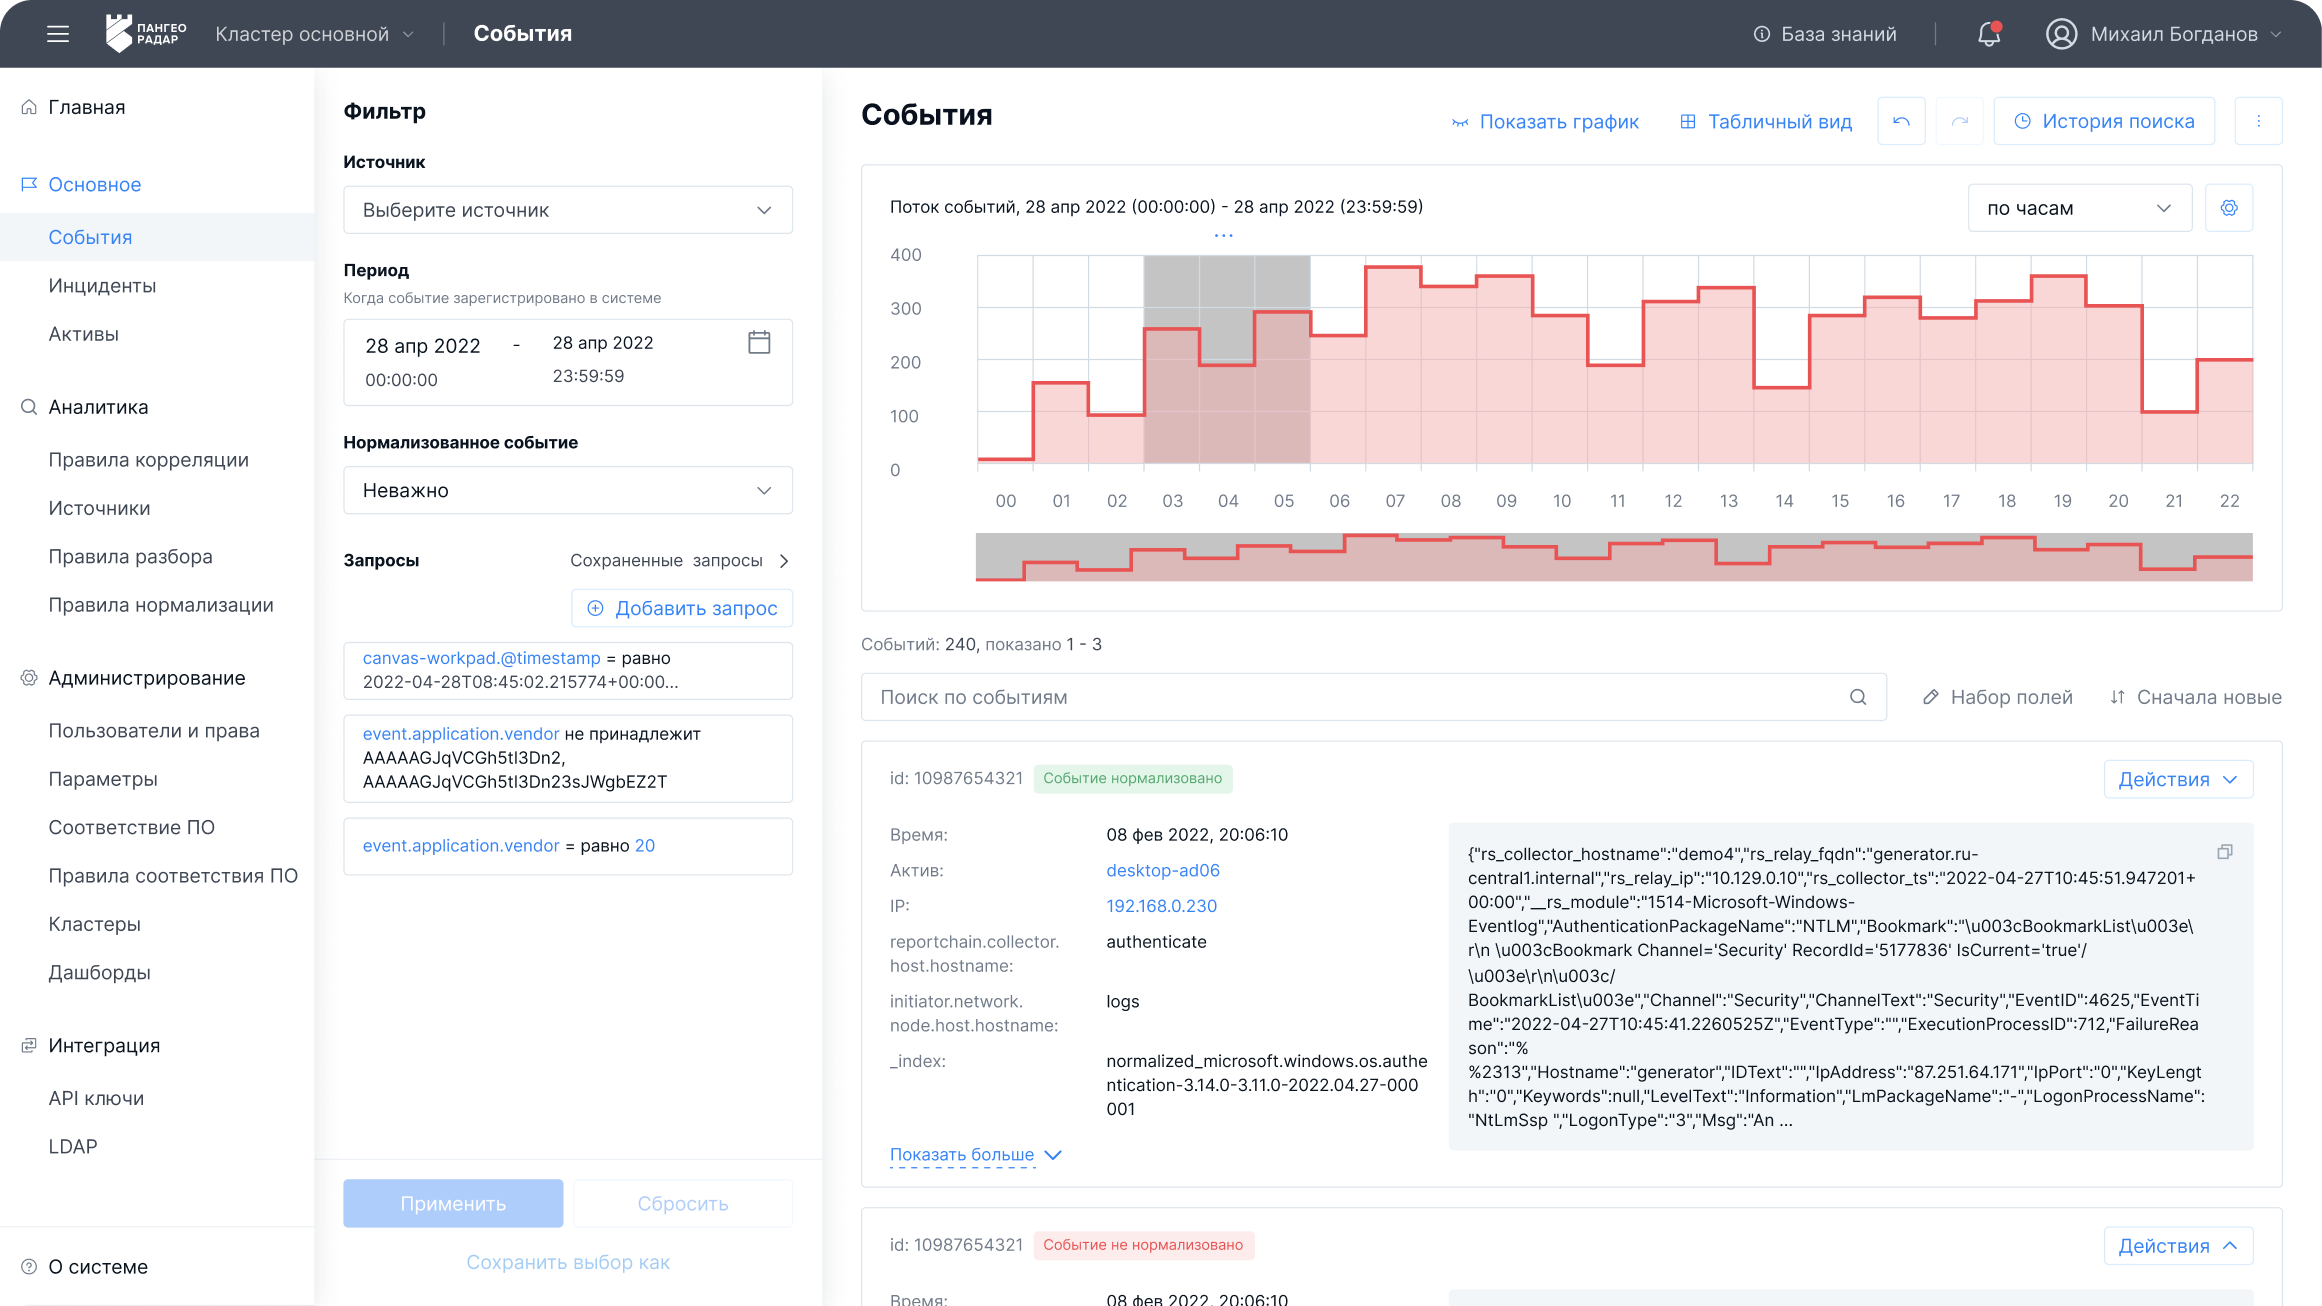 ПАНГЕО
РАДАР
Кластер основной
События
База знаний
Михаил Богданов
Главная
Основное
События
Инциденты
Активы
Аналитика
Правила корреляции
Источники
Правила разбора
Правила нормализации
Администрирование
Пользователи и права
Параметры
Соответствие ПО
Правила соответствия ПО
Кластеры
Дашборды
Интеграция
API ключи
LDAP
О системе
Фильтр
Источник
Выберите источник
Период
Когда событие зарегистрировано в системе
28 апр 2022 - 28 апр 2022
00:00:00 23:59:59
Нормализованное событие
Неважно
Запросы Сохраненные запросы
Добавить запрос
canvas-workpad.@timestamp = равно
2022-04-28T08:45:02.215774+00:00...
event.application.vendor не принадлежит
AAAAAGJqVCGh5tl3Dn2,
AAAAAGJqVCGh5tl3Dn23sJWgbEZ2T
event.application.vendor = равно 20
Применить
Сбросить
Сохранить выбор как
События
Показать график
Табличный вид
История поиска
Поток событий, 28 апр 2022 (00:00:00) - 28 апр 2022 (23:59:59)
по часам
...
400
300
200
100
0
00 01 02 03 04 05 06 07 08 09 10 11 12 13 14 15 16 17 18 19 20 21 22
Событий: 240, показано 1 - 3
Поиск по событиям
Набор полей
Сначала новые
id: 10987654321 Событие нормализовано
Действия
Время: 08 фев 2022, 20:06:10
Актив: desktop-ad06
IP: 192.168.0.230
reportchain.collector. authenticate
host.hostname:
initiator.network. logs
node.host.hostname:
_index: normalized_microsoft.windows.os.authe
ntication-3.14.0-3.11.0-2022.04.27-000
001
Показать больше
{"rs_collector_hostname":"demo4","rs_relay_fqdn":"generator.ru-
central1.internal","rs_relay_ip":"10.129.0.10","rs_collector_ts":"2022-04-27T10:45:51.947201+
00:00","__rs_module":"1514-Microsoft-Windows-
Eventlog","AuthenticationPackageName":"NTLM","Bookmark":"\u003cBookmarkList\u003e\
r\n \u003cBookmark Channel='Security' RecordId='5177836' IsCurrent='true'/
\u003e\r\n\u003c/
BookmarkList\u003e","Channel":"Security","ChannelText":"Security","EventID":4625,"EventTi
me":"2022-04-27T10:45:41.2260525Z","EventType":"","ExecutionProcessID":712,"FailureRea
son":"%
%2313","Hostname":"generator","IDText":"","IpAddress":"87.251.64.171","IpPort":"0","KeyLengt
h":"0","Keywords":null,"LevelText":"Information","LmPackageName":"-","LogonProcessName":
"NtLmSsp ","LogonType":"3","Msg":"An ...
id: 10987654321 Событие не нормализовано
Действия
Время: 08 фев 2022, 20:06:10